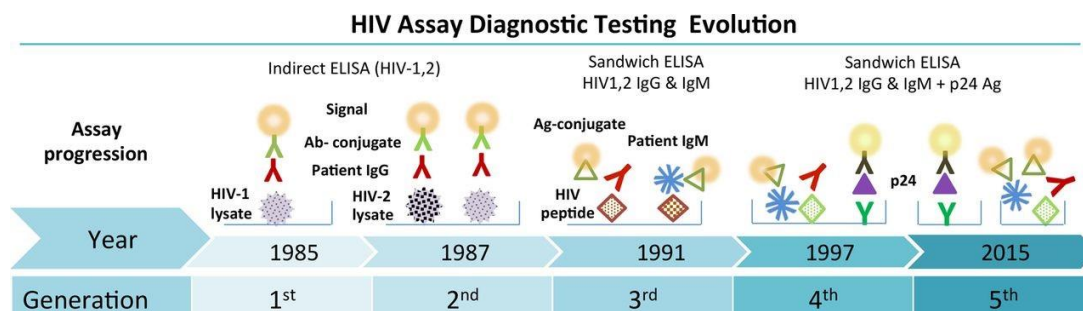 HIV Assay Diagnostic Testing Evolution
Indirect ELISA (HIV-1,2)
Sandwich ELISA
HIV1,2 IgG & IgM
Sandwich ELISA
HIV1,2 IgG & IgM + p24 Ag
Assay
progression
Signal
Ab- conjugate
Patient IgG
HIV-1
lysate
HIV-2
lysate
Ag-conjugate
Patient IgM
HIV
peptide
p24
Year
1985
1987
1991
1997
2015
Generation
1st
2nd
3rd
4th
5th